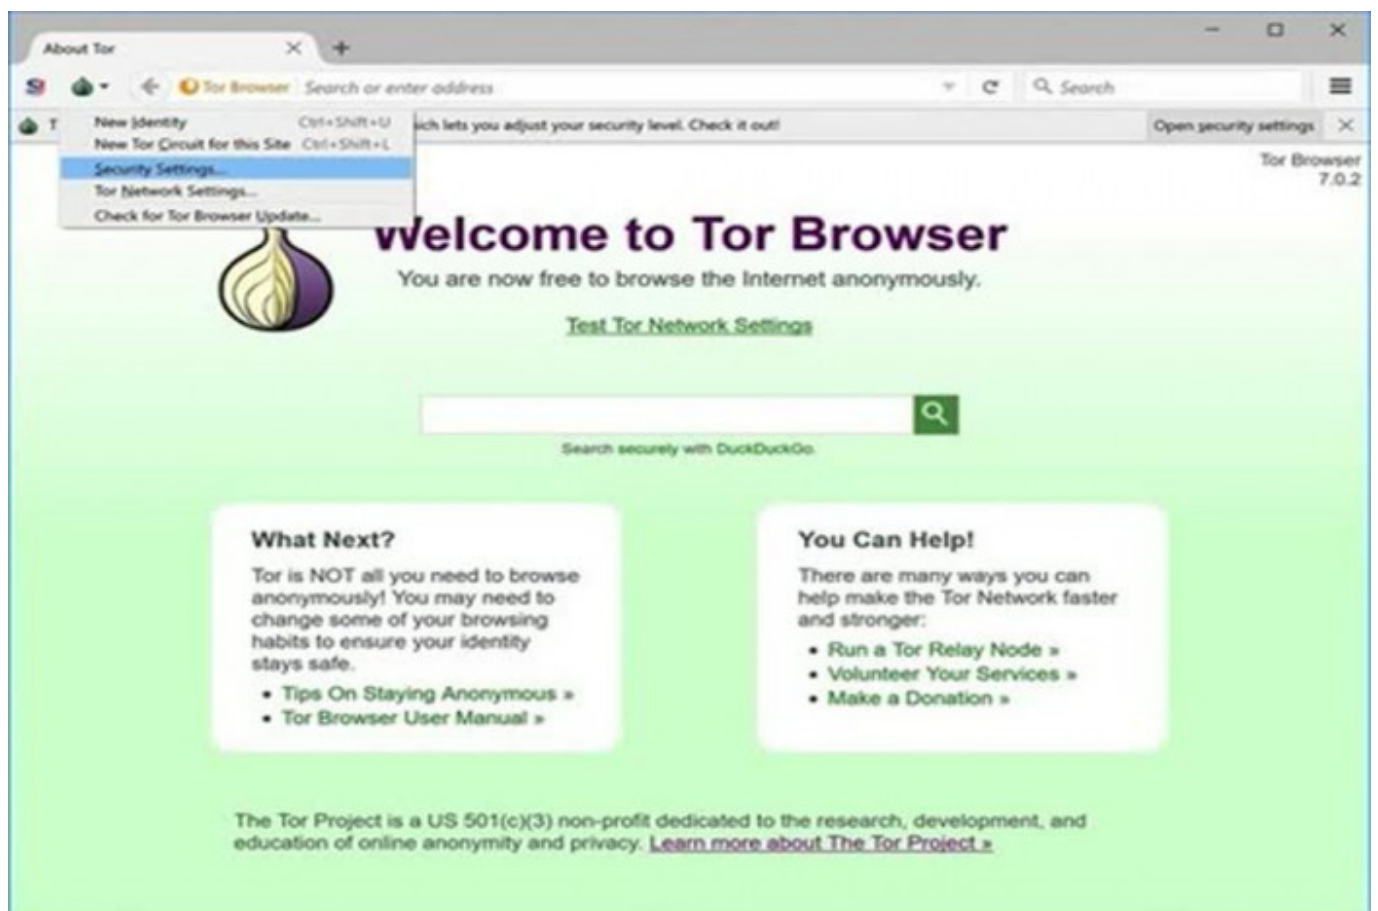 About Tor
Tor Browser Search or enter address
Search
T
ich lets you adjust your security level. Check it out!
Open security settings
New Identity Ctrl+Shift+U
New Tor Circuit for this Site Ctrl+Shift+L
Security Settings...
Tor Network Settings...
Check for Tor Browser Update...
Tor Browser
7.0.2
Welcome to Tor Browser
You are now free to browse the Internet anonymously.
Test Tor Network Settings
Search securely with DuckDuckGo.
What Next?
Tor is NOT all you need to browse
anonymously! You may need to
change some of your browsing
habits to ensure your identity
stays safe.
• Tips On Staying Anonymous »
• Tor Browser User Manual »
You Can Help!
There are many ways you can
help make the Tor Network faster
and stronger:
• Run a Tor Relay Node »
• Volunteer Your Services »
• Make a Donation »
The Tor Project is a US 501(c)(3) non-profit dedicated to the research, development, and
education of online anonymity and privacy. Learn more about The Tor Project »